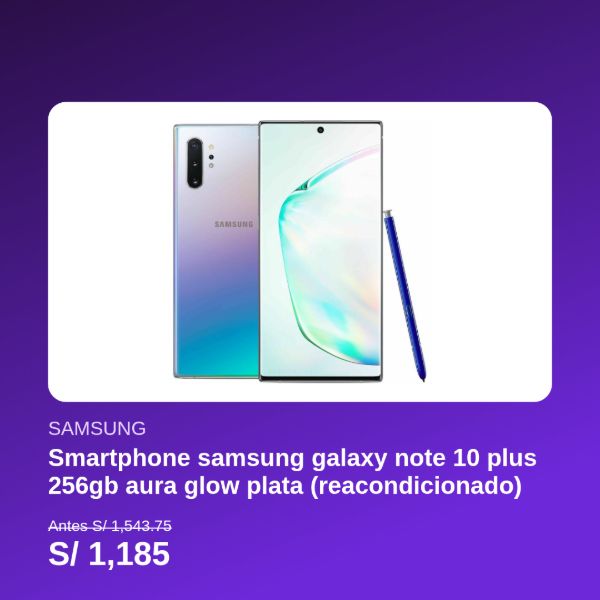 SAMSUNG
SAMSUNG
Smartphone samsung galaxy note 10 plus
256gb aura glow plata (reacondicionado)
Antes S/ 1,543.75
S/ 1,185